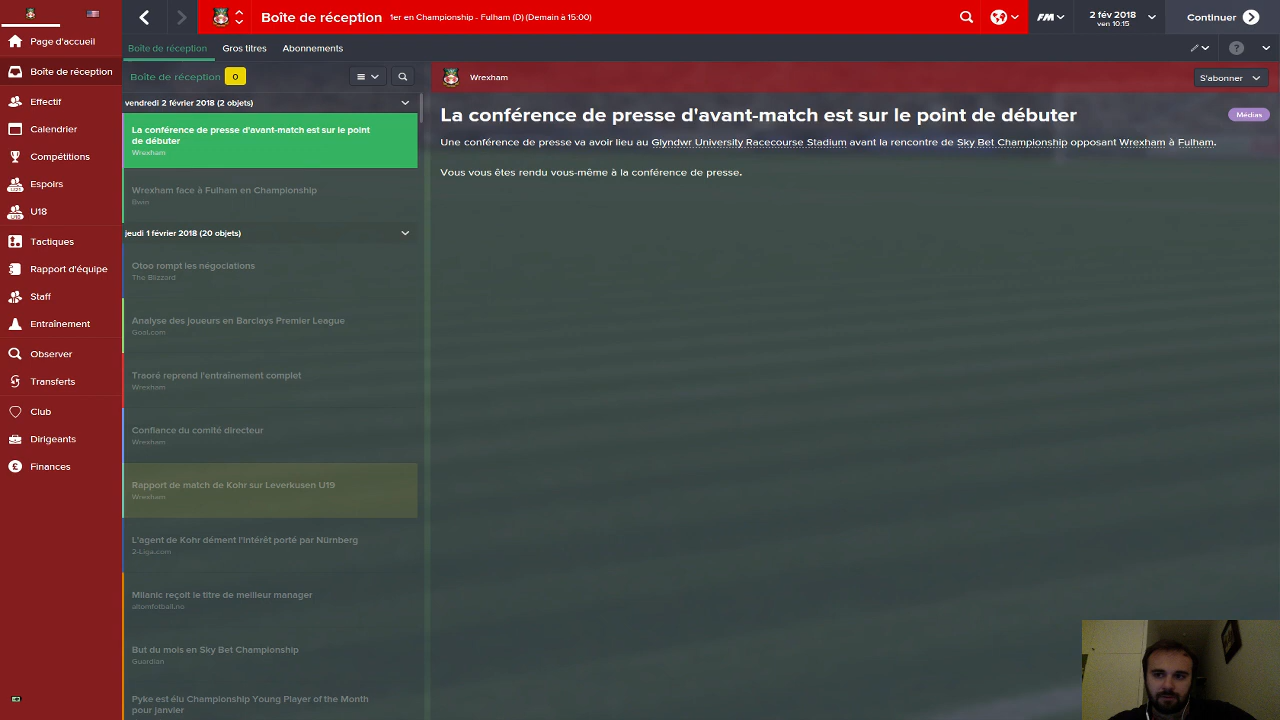 Boîte de réception
1er en Championship - Fulham (D) (Demain à 15:00)
FM
2 fév 2018
ven 10:15
Continuer
Page d'accueil
Boîte de réception
Effectif
Calendrier
Compétitions
Espoirs
U18
Tactiques
Rapport d'équipe
Staff
Entraînement
Observer
Transferts
Club
Dirigeants
Finances
Boîte de réception
Gros titres
Abonnements
Boîte de réception
0
vendredi 2 février 2018 (2 objets)
La conférence de presse d'avant-match est sur le point
de débuter
Wrexham
Wrexham face à Fulham en Championship
Bwin
jeudi 1 février 2018 (20 objets)
Otoo rompt les négociations
The Blizzard
Analyse des joueurs en Barclays Premier League
Goal.com
Traoré reprend l'entraînement complet
Wrexham
Confiance du comité directeur
Wrexham
Rapport de match de Kohr sur Leverkusen U19
Wrexham
L'agent de Kohr dément l'intérêt porté par Nürnberg
2-Liga.com
Milanic reçoit le titre de meilleur manager
altomfotball.no
But du mois en Sky Bet Championship
Guardian
Pyke est élu Championship Young Player of the Month
pour janvier
Wrexham
S'abonner
La conférence de presse d'avant-match est sur le point de débuter
Médias
Une conférence de presse va avoir lieu au Glyndwr University Racecourse Stadium avant la rencontre de Sky Bet Championship opposant Wrexham à Fulham.
Vous vous êtes rendu vous-même à la conférence de presse.